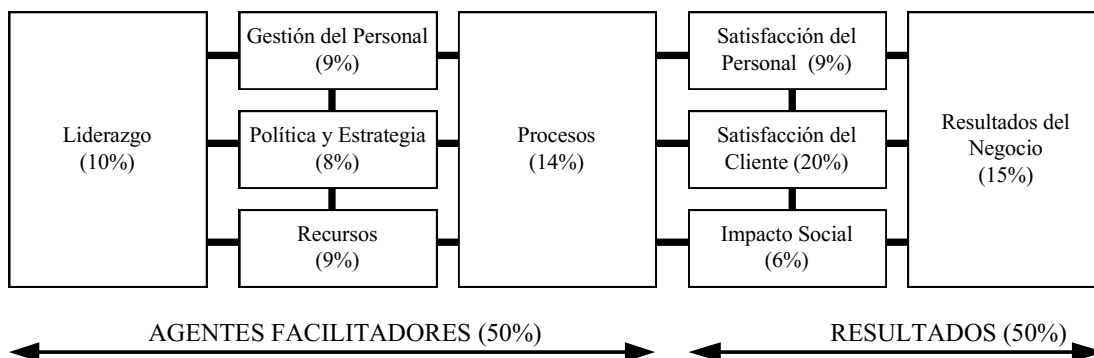 Liderazgo
(10%)
Gestión del Personal
(9%)
Política y Estrategia
(8%)
Recursos
(9%)
Procesos
(14%)
Satisfacción del
Personal (9%)
Satisfacción del
Cliente (20%)
Impacto Social
(6%)
Resultados del
Negocio
(15%)
AGENTES FACILITADORES (50%)
RESULTADOS (50%)